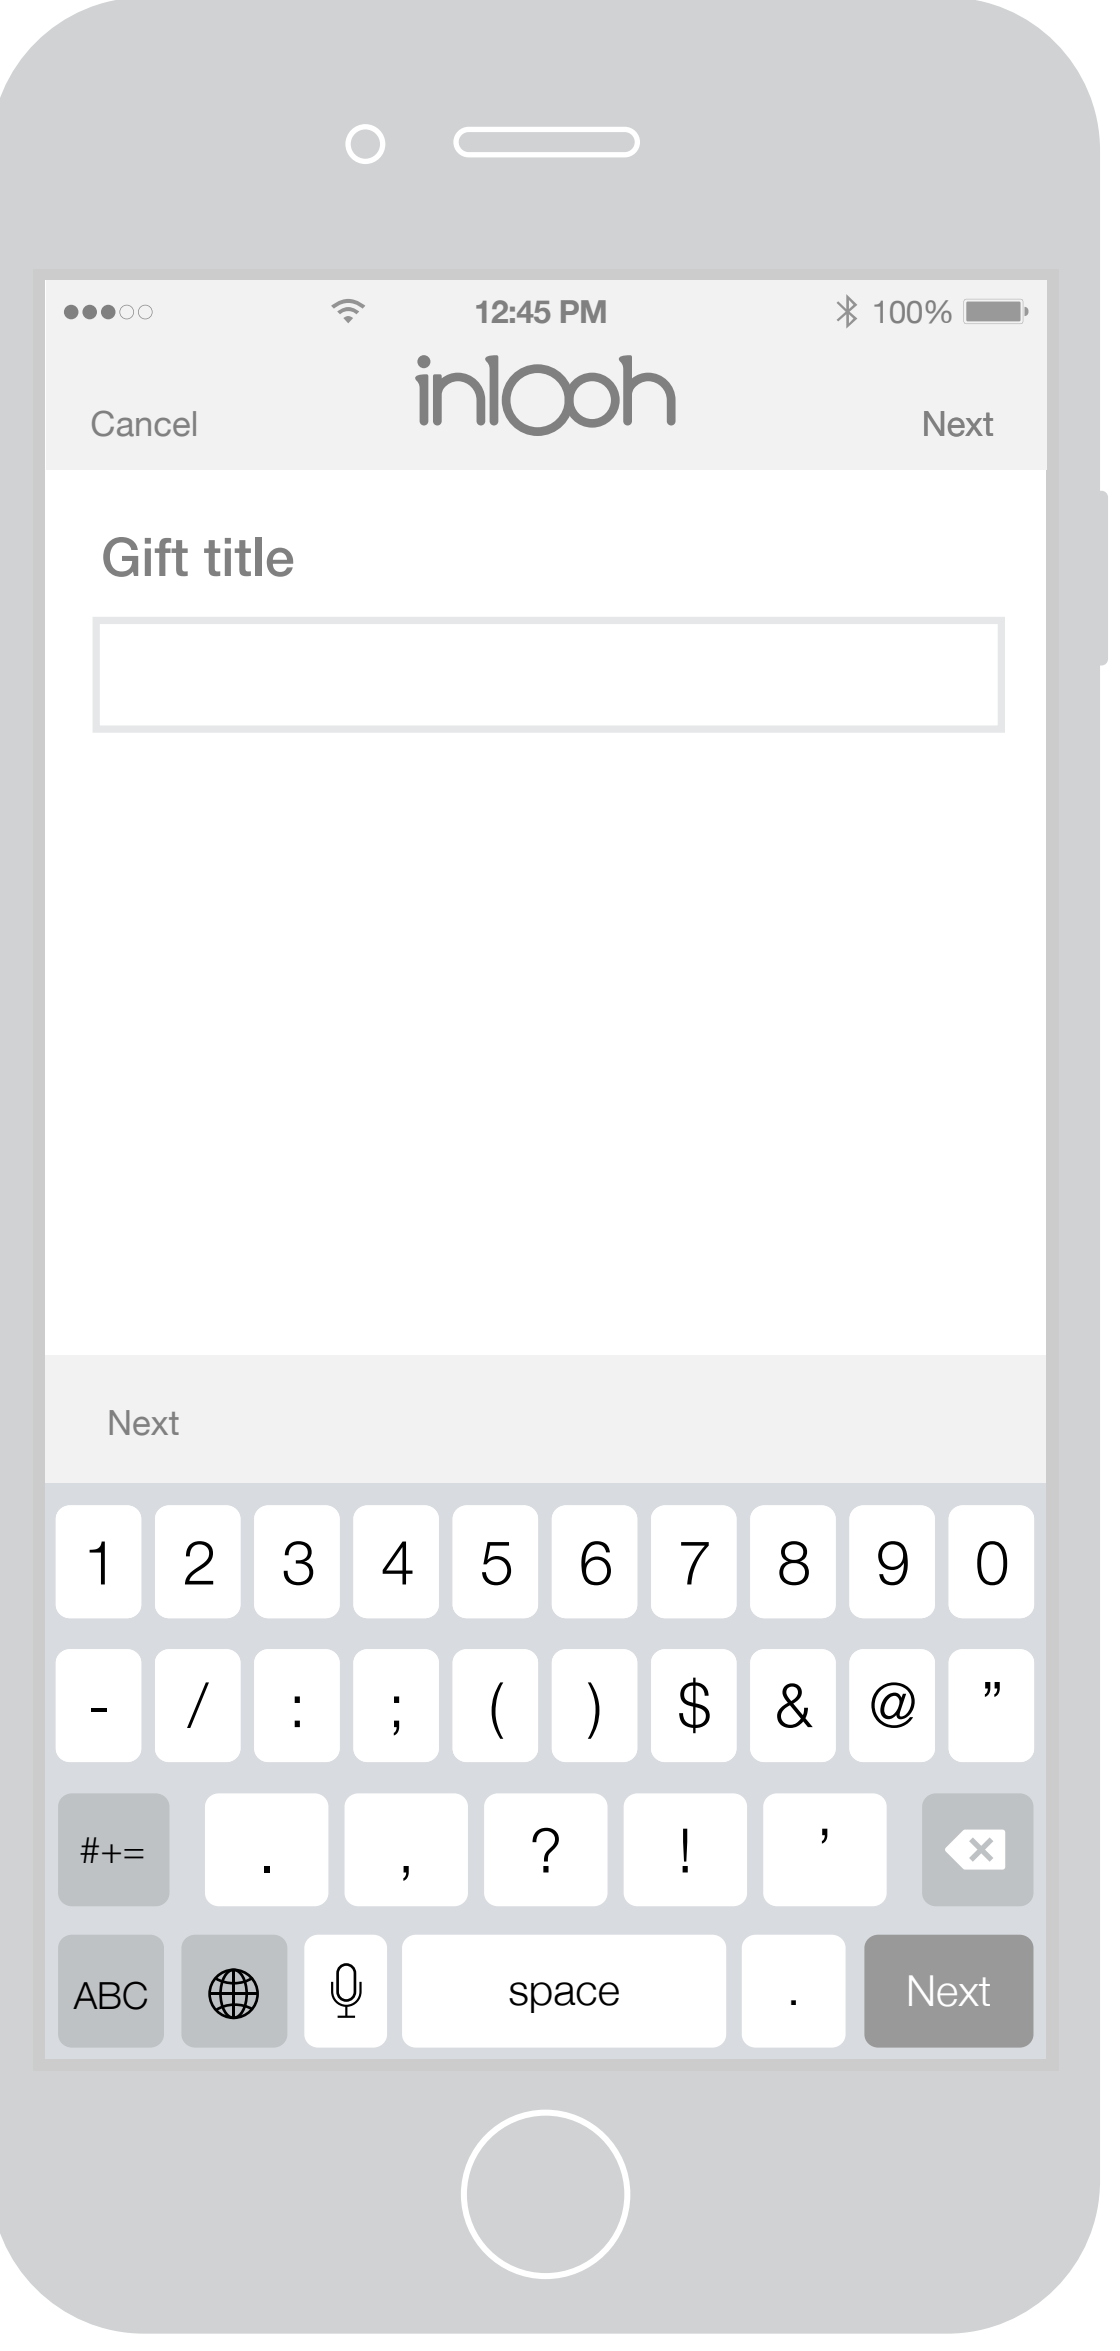 12:45 PM 100%
inlooh
Cancel Next
Gift title
Next
1 2 3 4 5 6 7 8 9 0
- / : ; ( ) $ & @ ”
#+= . , ? ! ’
ABC space . Next